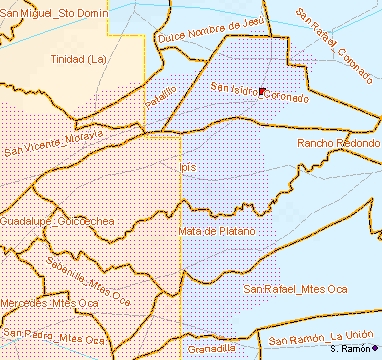 San Miguel_Sto Domin
Dulce Nombre de Jesú
San Rafael_Coronado
Trinidad (La)
Patalillo
San Isidro_Coronado
San Vicente_Moravia
Rancho Redondo
Ipís
Guadalupe_Goicoechea
Mata de Plátano
Sabanilla_Mtes Oca
San Rafael_Mtes Oca
Mercedes_Mtes Oca
San Pedro_Mtes Oca
Granadilla
San Ramón_La Unión
S. Ramón